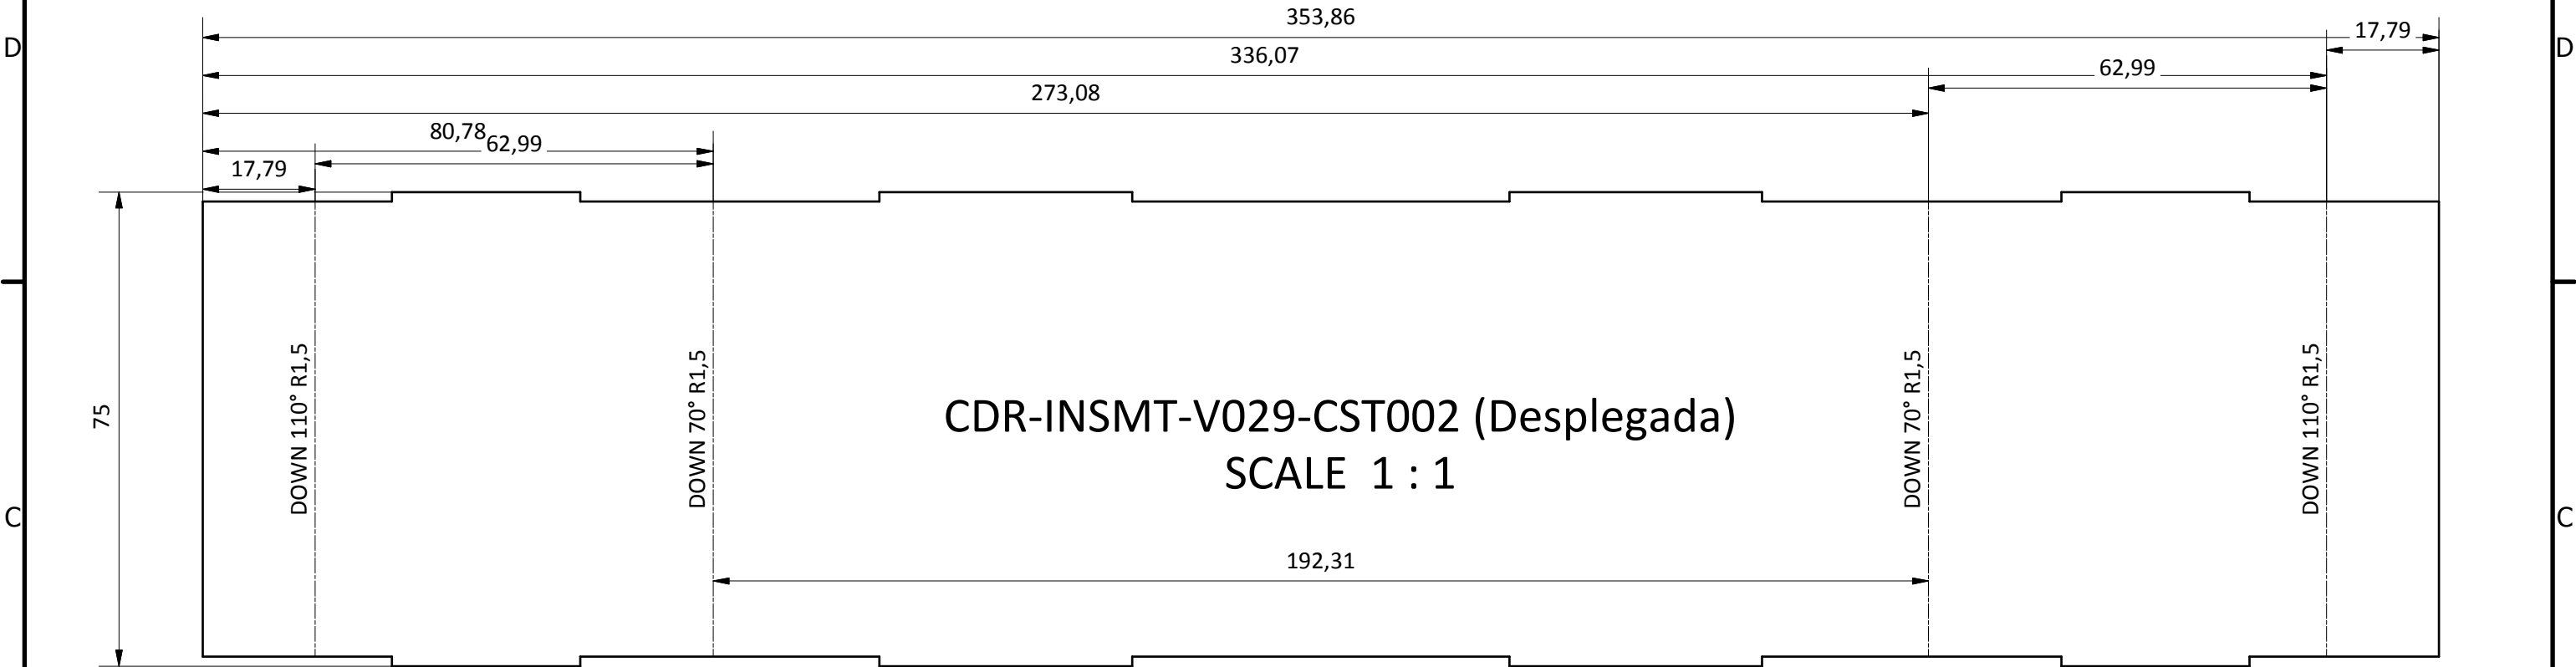 353,86
D
17,79
D
336,07
62,99
273,08
80,78
62,99
17,79
DOWN 110° R1,5
DOWN 70° R1,5
DOWN 70° R1,5
DOWN 110° R1,5
75
CDR-INSMT-V029-CST002 (Desplegada)
SCALE 1 : 1
C
C
192,31